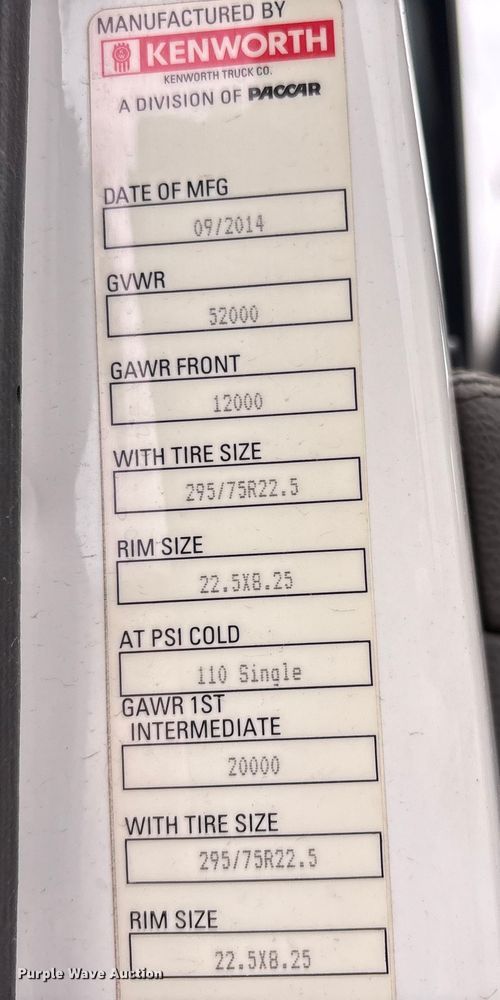 MANUFACTURED BY
KENWORTH
KENWORTH TRUCK CO.
A DIVISION OF PACCAR
DATE OF MFG
09/2014
GVWR
52000
GAWR FRONT
12000
WITH TIRE SIZE
295/75R22.5
RIM SIZE
22.5X8.25
AT PSI COLD
110 Single
GAWR 1ST
INTERMEDIATE
20000
WITH TIRE SIZE
295/75R22.5
RIM SIZE
22.5X8.25
Purple Wave Auction